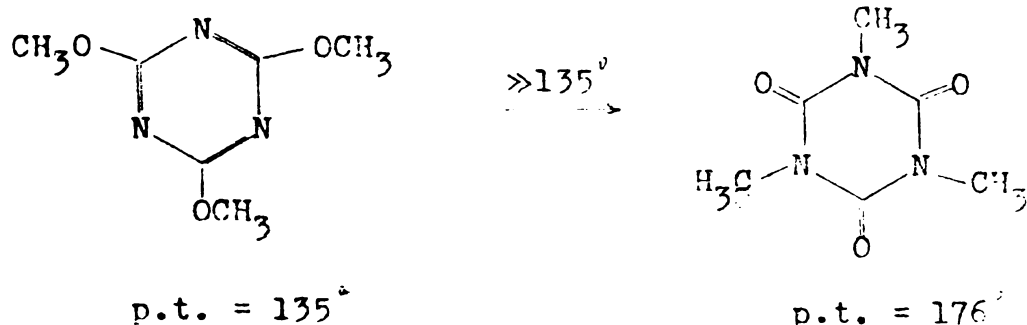 CH3O N OCH3
N N
OCH3
≫135°
CH3
N
O O
H3C N N CH3
O
p.t. = 135°
p.t. = 176°